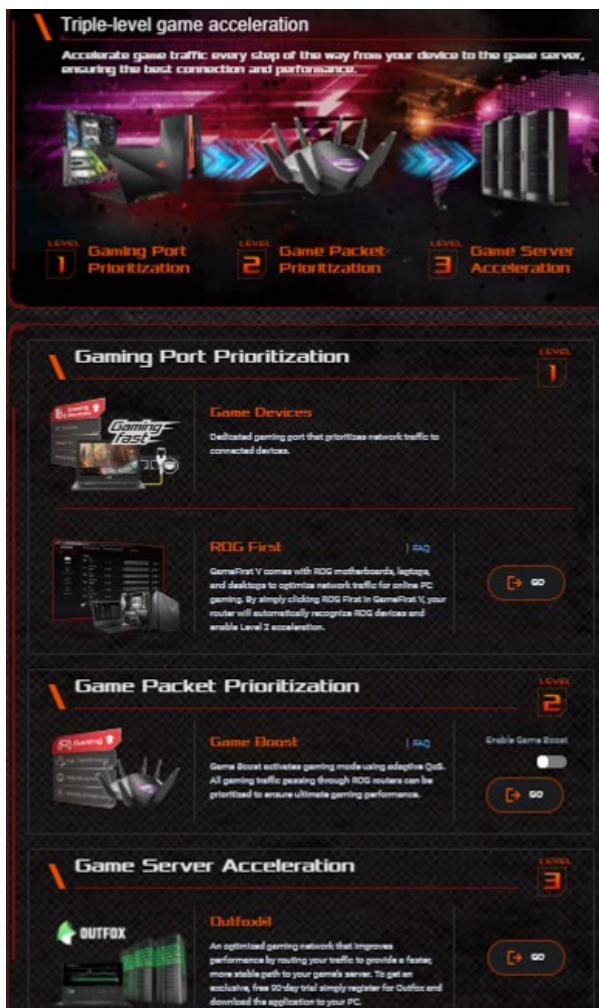 Triple-level game acceleration
Accelerate game traffic every step of the way from your device to the game server,
ensuring the best connection and performance.
LEVEL 1 Gaming Port Prioritization
LEVEL 2 Game Packet Prioritization
LEVEL 3 Game Server Acceleration
Gaming Port Prioritization
LEVEL 1
Gaming
Gaming fast
Game Devices
Dedicated gaming port that prioritizes network traffic to
connected devices.
ROG First | FAQ
GameFirst V comes with ROG motherboards, laptops,
and desktops to optimize network traffic for online PC
gaming. By simply clicking ROG First in GameFirst V, your
router will automatically recognize ROG devices and
enable Level 2 acceleration.
GO
Game Packet Prioritization
LEVEL 2
Gaming
Game Boost | FAQ
Game Boost activates gaming mode using adaptive QoS.
All gaming traffic passing through ROG routers can be
prioritized to ensure ultimate gaming performance.
Enable Game Boost
GO
Game Server Acceleration
LEVEL 3
OUTFOX
An optimized gaming network that improves
performance by routing your traffic to provide a faster,
more stable path to your game's server. To get an
exclusive, free 90-day trial simply register for Outfox and
download the application to your PC.
GO